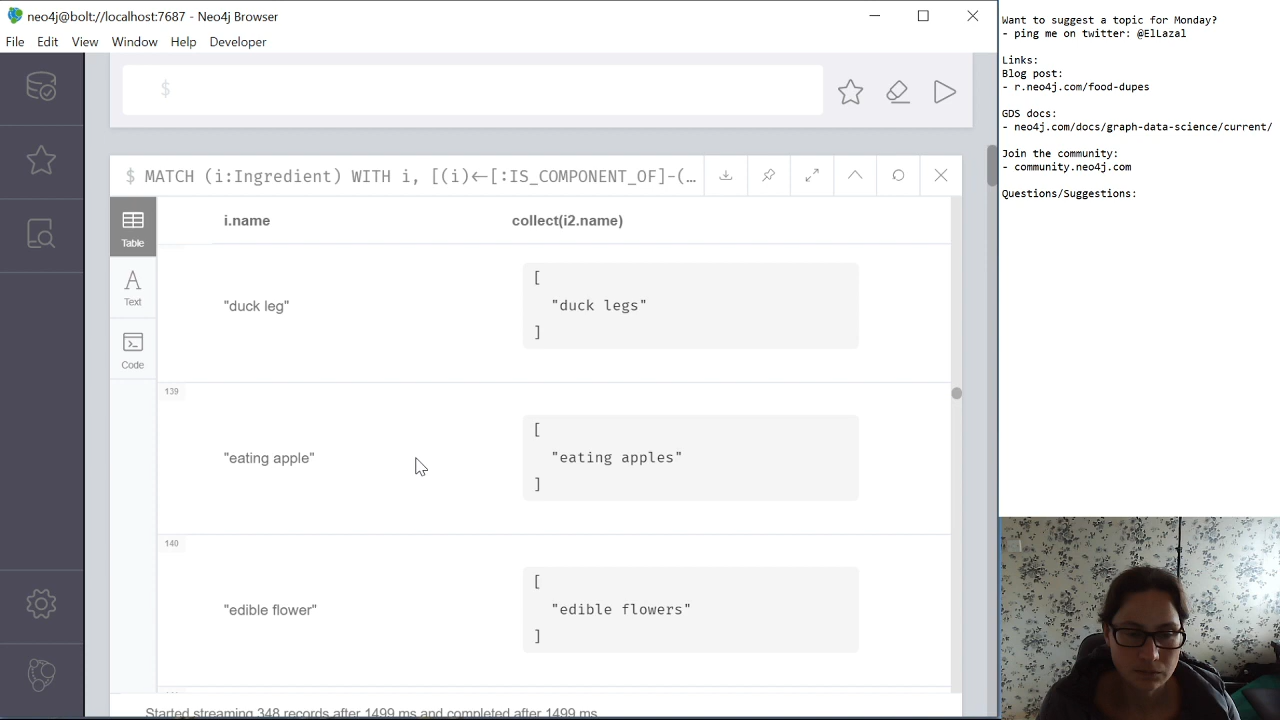 neo4j@bolt://localhost:7687 - Neo4j Browser
File Edit View Window Help Developer
$
$ MATCH (i:Ingredient) WITH i, [(i)<-[:IS_COMPONENT_OF]-(…
Table
Text
Code
i.name collect(i2.name)
"duck leg"
[
"duck legs"
]
139
"eating apple"
[
"eating apples"
]
140
"edible flower"
[
"edible flowers"
]
Started streaming 348 records after 1499 ms and completed after 1499 ms.
Want to suggest a topic for Monday?
- ping me on twitter: @ElLazal
Links:
Blog post:
- r.neo4j.com/food-dupes
GDS docs:
- neo4j.com/docs/graph-data-science/current/
Join the community:
- community.neo4j.com
Questions/Suggestions: